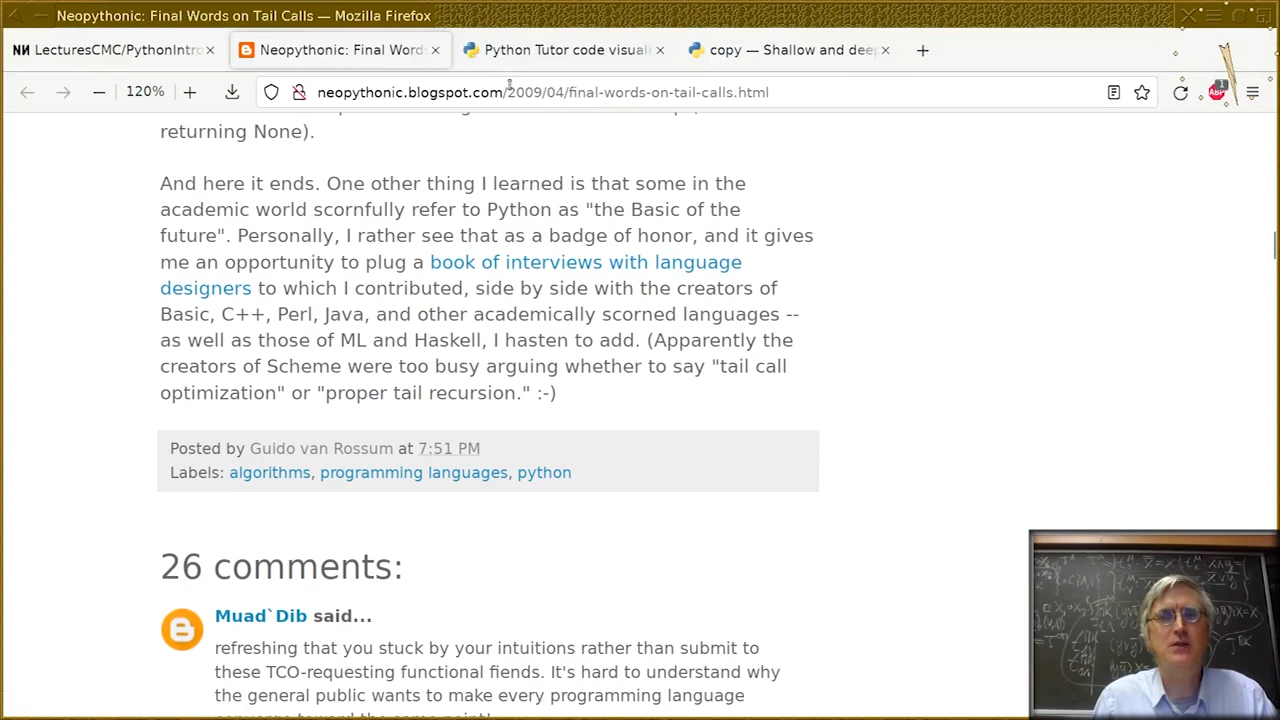 Neopythonic: Final Words on Tail Calls — Mozilla Firefox
LecturesCMC/PythonIntro
Neopythonic: Final Words
Python Tutor code visuali
copy — Shallow and deep
120%
neopythonic.blogspot.com/2009/04/final-words-on-tail-calls.html
returning None).
And here it ends. One other thing I learned is that some in the
academic world scornfully refer to Python as "the Basic of the
future". Personally, I rather see that as a badge of honor, and it gives
me an opportunity to plug a book of interviews with language
designers to which I contributed, side by side with the creators of
Basic, C++, Perl, Java, and other academically scorned languages --
as well as those of ML and Haskell, I hasten to add. (Apparently the
creators of Scheme were too busy arguing whether to say "tail call
optimization" or "proper tail recursion." :-)
Posted by Guido van Rossum at 7:51 PM
Labels: algorithms, programming languages, python
26 comments:
Muad`Dib said...
refreshing that you stuck by your intuitions rather than submit to
these TCO-requesting functional fiends. It's hard to understand why
the general public wants to make every programming language